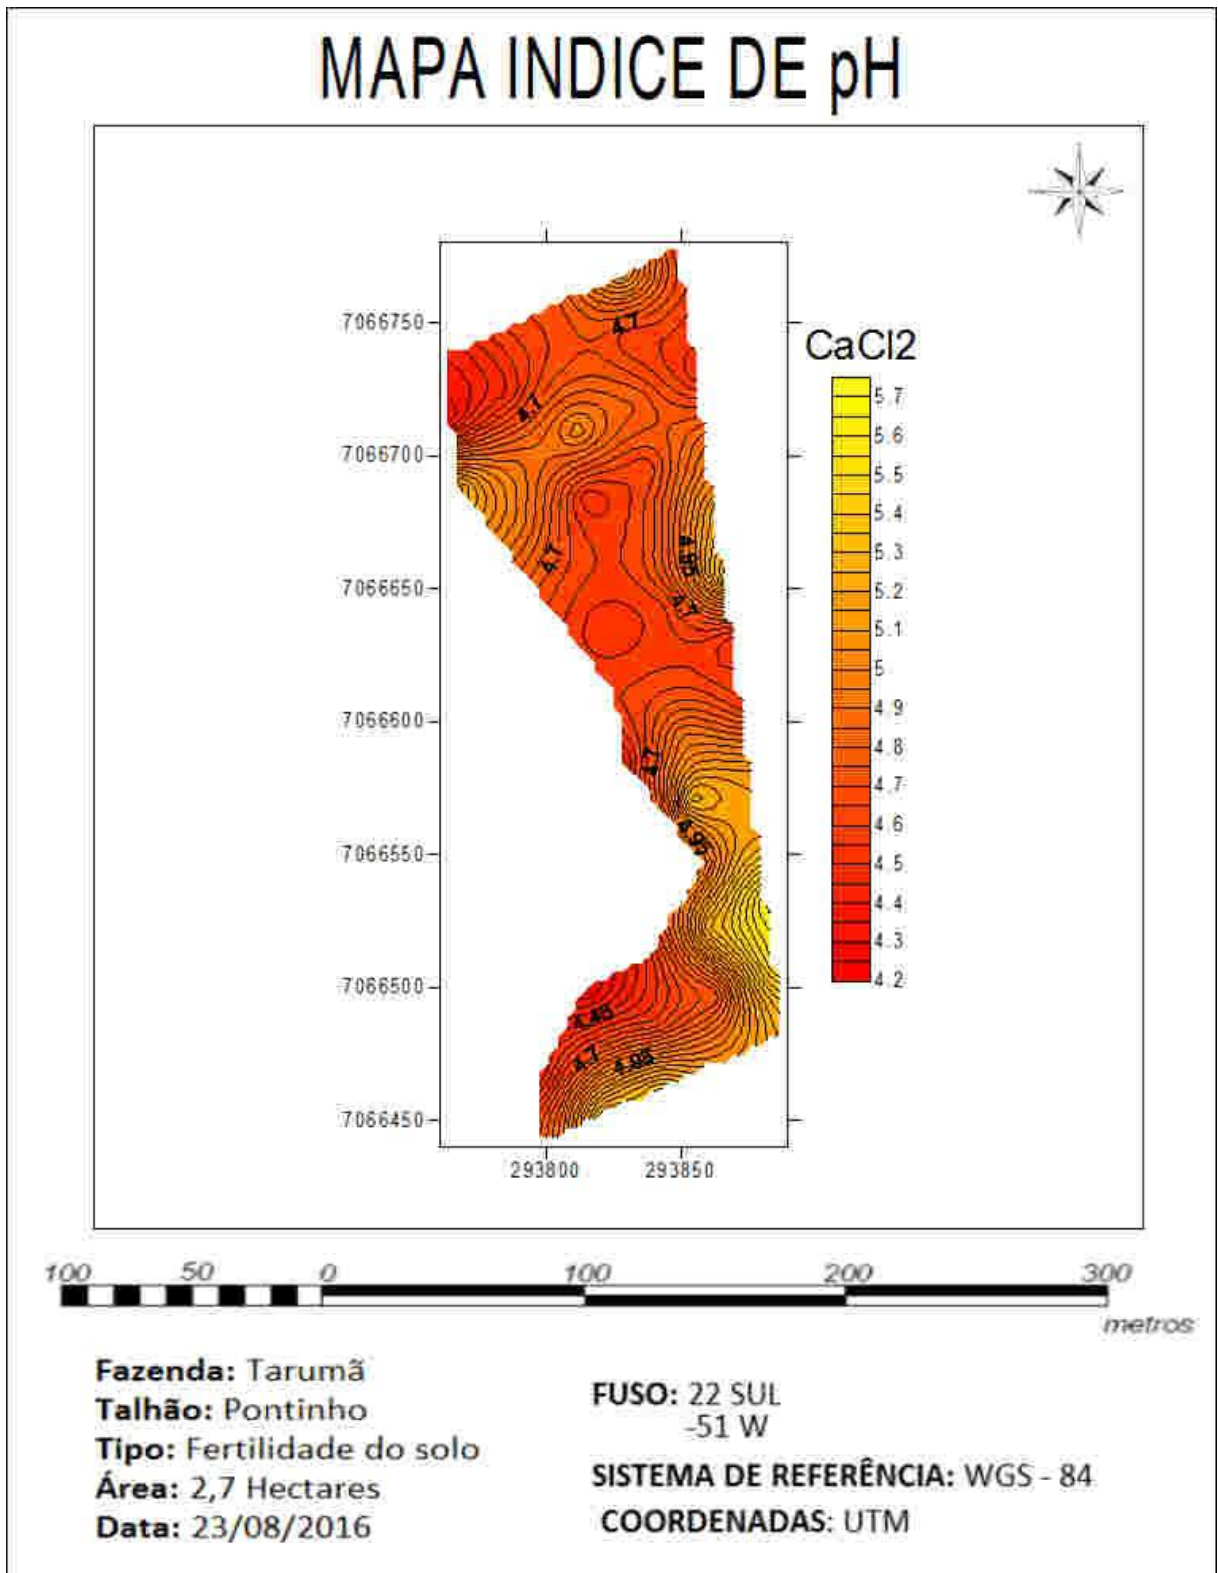 MAPA INDICE DE pH
7066750
7066700
7066650
7066600
7066550
7066500
7066450
293800
293850
4.7
4.7
4.7
4.95
4.7
4.7
4.95
4.45
4.7
4.95
CaCl2
5.7
5.6
5.5
5.4
5.3
5.2
5.1
5
4.9
4.8
4.7
4.6
4.5
4.4
4.3
4.2
100 50 0 100 200 300
metros
Fazenda: Tarumã
Talhão: Pontinho
Tipo: Fertilidade do solo
Área: 2,7 Hectares
Data: 23/08/2016
FUSO: 22 SUL
-51 W
SISTEMA DE REFERÊNCIA: WGS - 84
COORDENADAS: UTM